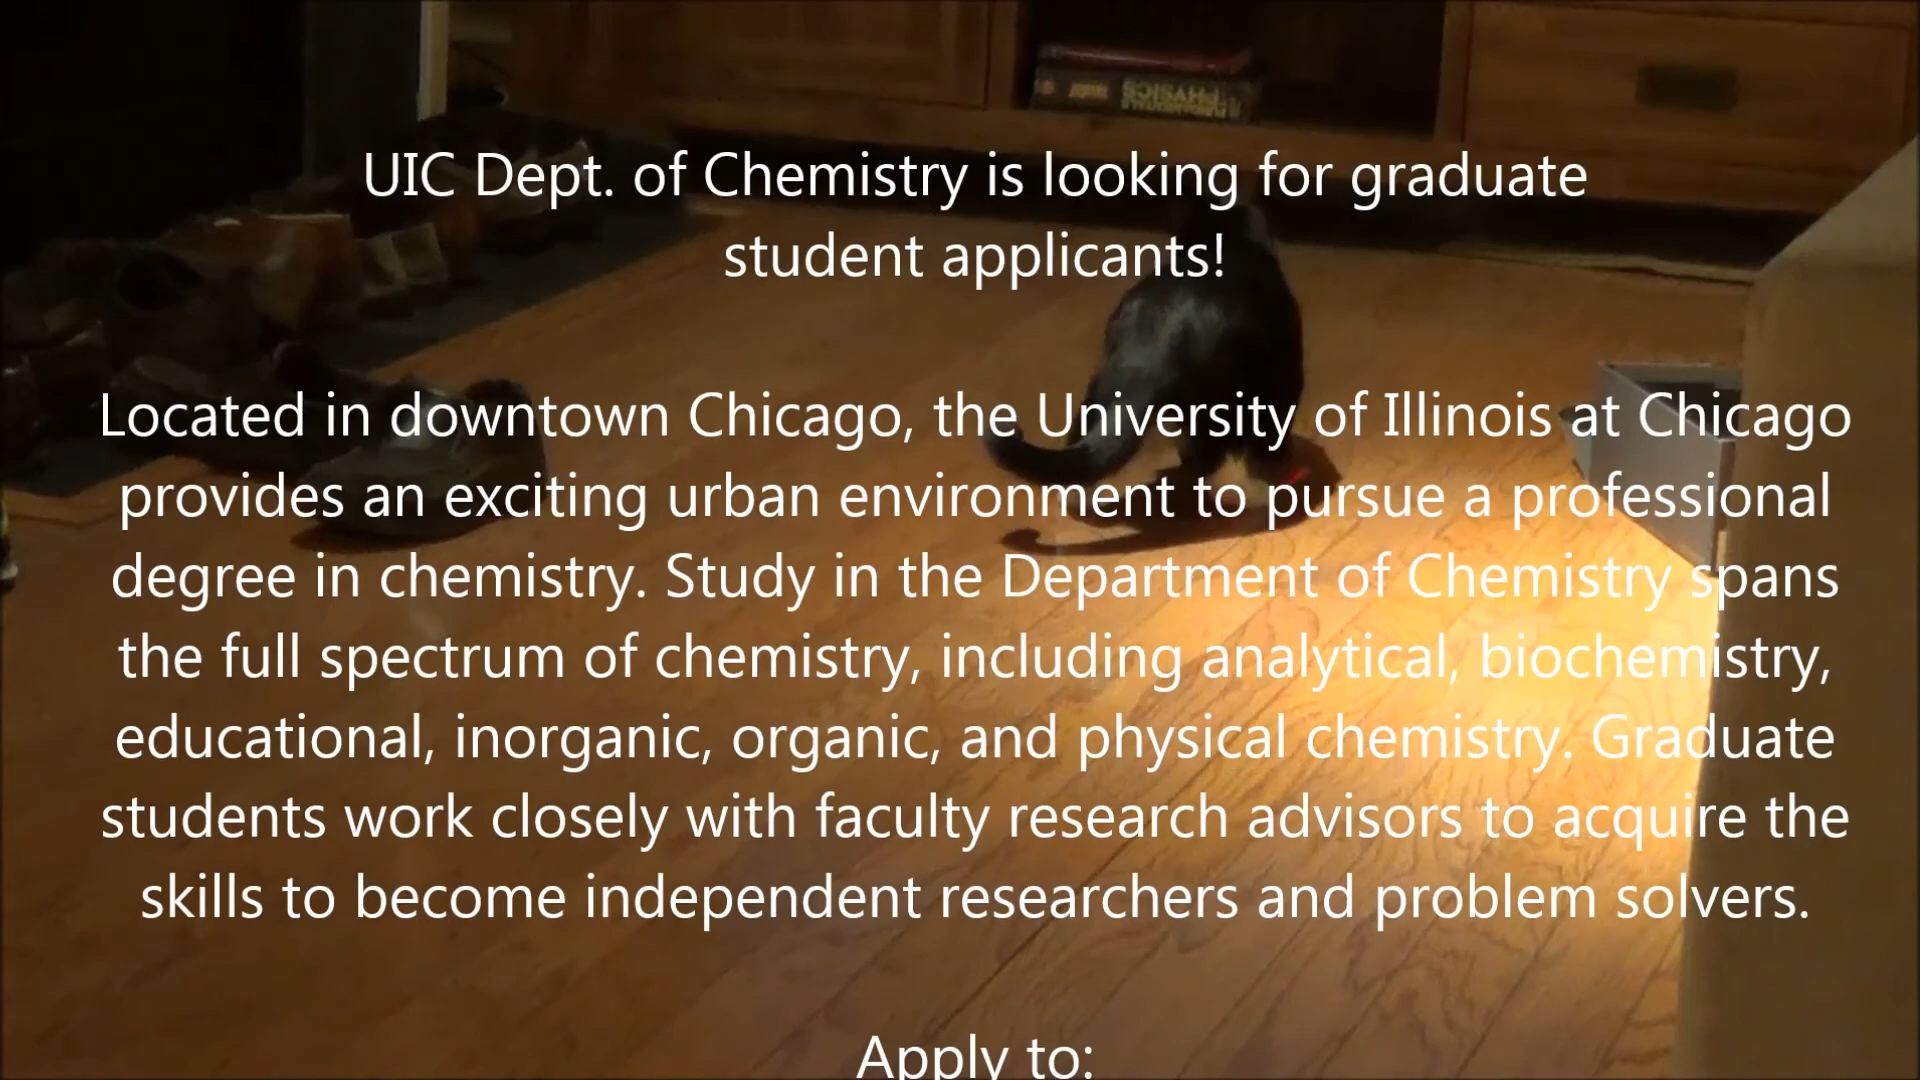 FUNDAMENTALS
PHYSICS
UIC Dept. of Chemistry is looking for graduate
student applicants!
Located in downtown Chicago, the University of Illinois at Chicago
provides an exciting urban environment to pursue a professional
degree in chemistry. Study in the Department of Chemistry spans
the full spectrum of chemistry, including analytical, biochemistry,
educational, inorganic, organic, and physical chemistry. Graduate
students work closely with faculty research advisors to acquire the
skills to become independent researchers and problem solvers.
Apply to: